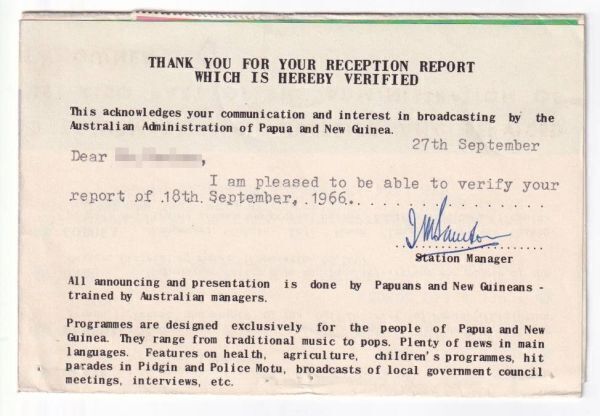 THANK YOU FOR YOUR RECEPTION REPORT
WHICH IS HEREBY VERIFIED
This acknowledges your communication and interest in broadcasting by the
Australian Administration of Papua and New Guinea.
27th September
Dear ,
I am pleased to be able to verify your
report of 18th. September, 1966. . . . . . . . . . . . . . . . . .
Station Manager
All announcing and presentation is done by Papuans and New Guineans -
trained by Australian managers.
Programmes are designed exclusively for the people of Papua and New
Guinea. They range from traditional music to pops. Plenty of news in main
languages. Features on health, agriculture, children's programmes, hit
parades in Pidgin and Police Motu, broadcasts of local government council
meetings, interviews, etc.